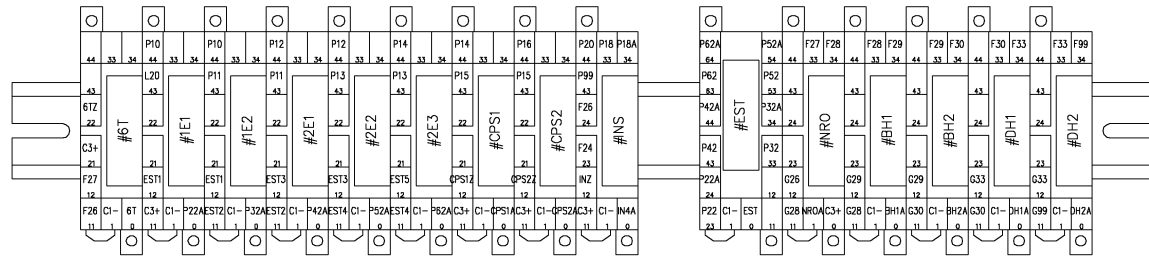 P10 P10 P12 P12 P14 P14 P16 P20 P18 P18A P62A P52A F27 F28 F28 F29 F29 F30 F30 F33 F33 F99
44 33 34 44 33 34 44 33 34 44 33 34 44 33 34 44 33 34 44 33 34 44 33 34 44 33 34 64 54 44 33 34 44 33 34 44 33 34 44 33 34 44 33 34
L20 P11 P11 P13 P13 P15 P15 P99 P62 P52
43 43 43 43 43 43 43 43 43 63 53 43 43 43 43 43
6TZ F26 P42A P32A
22 22 22 22 22 22 22 22 24 44 34 24 24 24 24 24
#6T #1E1 #1E2 #2E1 #2E2 #2E3 #CPS1 #CPS2 #INS #EST #NRO #BH1 #BH2 #DH1 #DH2
C3+ F24 P42 P32
21 21 21 21 21 21 21 21 23 43 33 23 23 23 23 23
F27 EST1 EST1 EST3 EST3 EST5 CPS1Z CPS2Z INZ P22A G26 G29 G29 G33 G33
12 12 12 12 12 12 12 12 12 24 12 12 12 12 12 12
F26 C1- 6T C3+ C1- P22A EST2 C1- P32A EST2 C1- P42A EST4 C1- P52A EST4 C1- P62A C3+ C1- CPS1A C3+ C1- CPS2A C3+ C1- IN4A P22 C1- EST G28 NROA C3+ G28 C1- BH1A G30 C1- BH2A G30 C1- DH1A G99 C1- DH2A
11 1 0 11 1 0 11 1 0 11 1 0 11 1 0 11 1 0 11 1 0 11 1 0 11 1 0 23 1 0 11 11 1 0 11 1 0 11 1 0 11 1 0 11 1 0